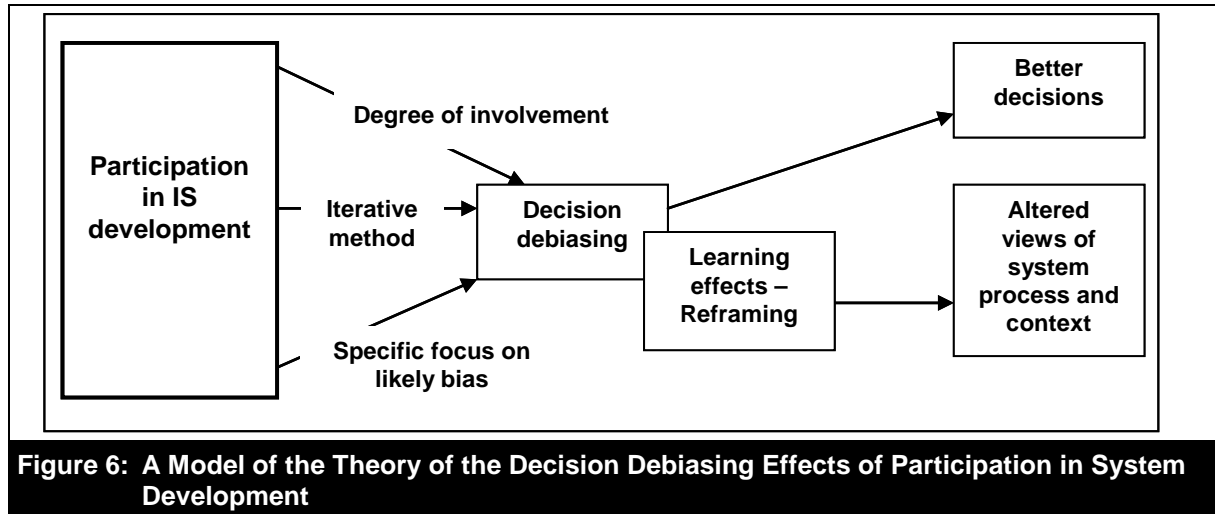 Participation
in IS
development
Degree of involvement
Iterative
method
Specific focus on
likely bias
Decision
debiasing
Learning
effects –
Reframing
Better
decisions
Altered
views of
system
process and
context
Figure 6: A Model of the Theory of the Decision Debiasing Effects of Participation in System
Development